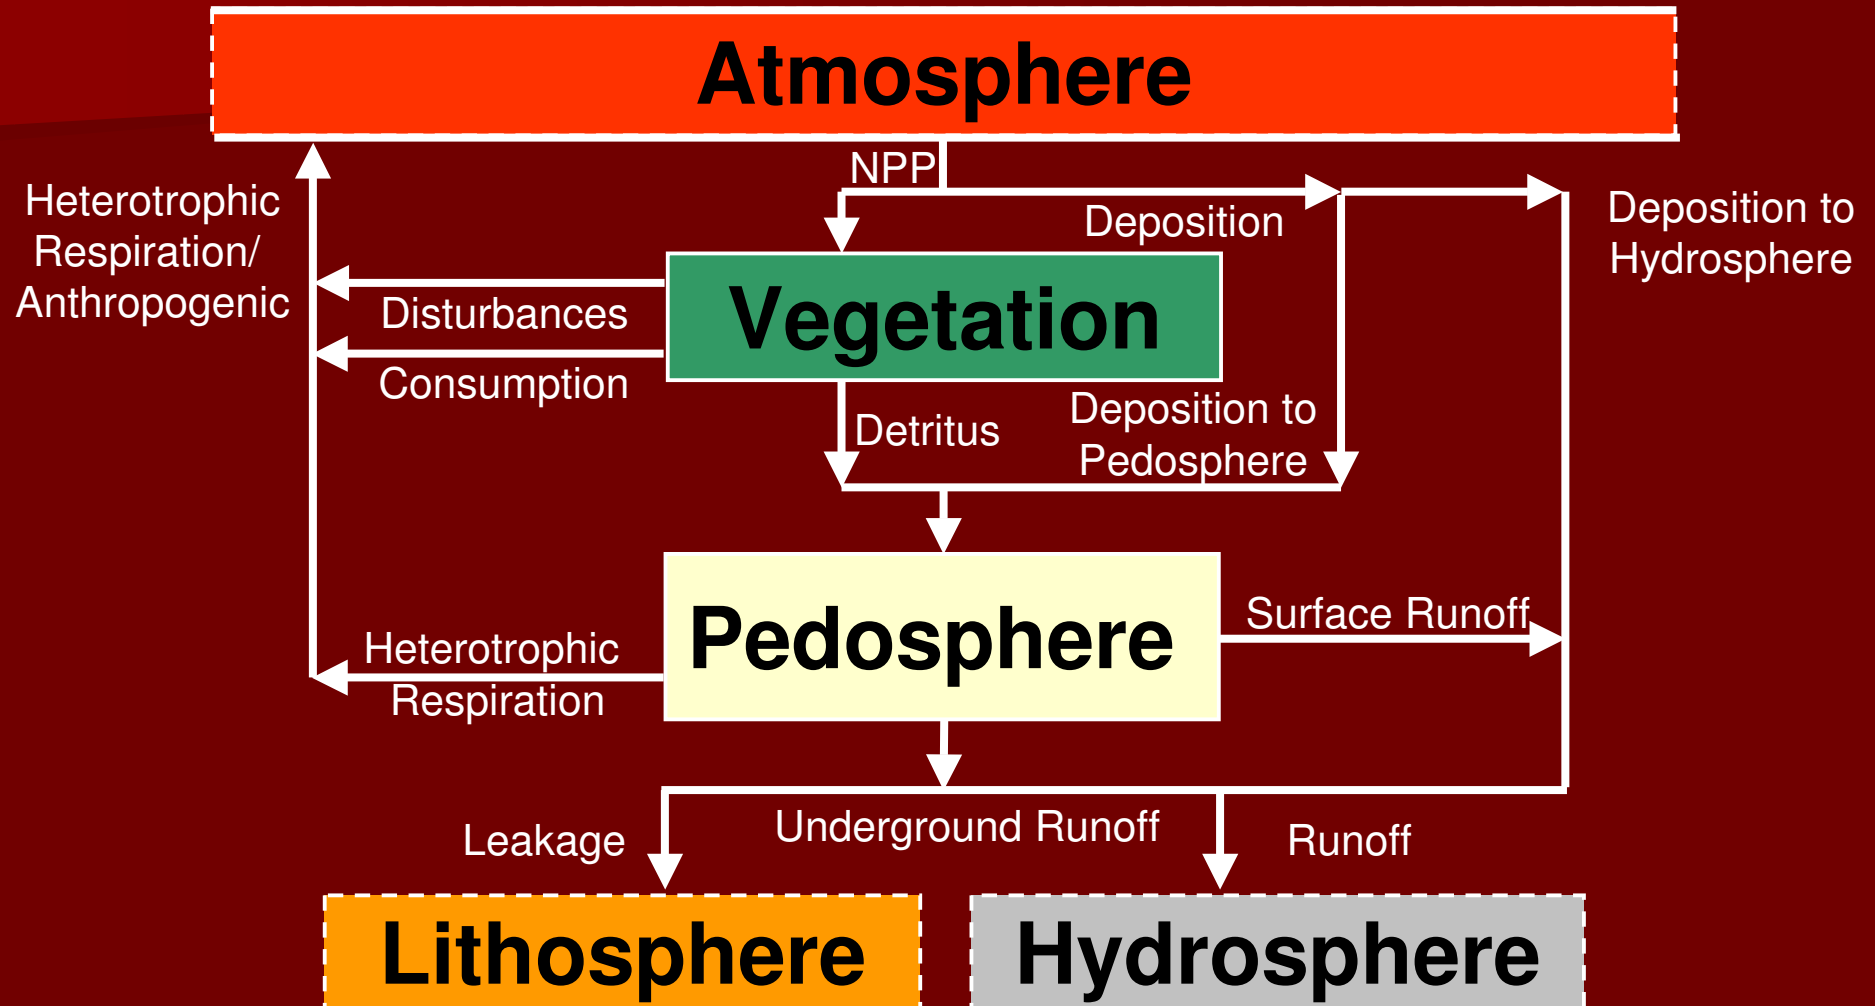 Atmosphere
NPP
Heterotrophic
Respiration/
Anthropogenic
Deposition
Deposition to
Hydrosphere
Disturbances
Vegetation
Consumption
Detritus
Deposition to
Pedosphere
Pedosphere
Surface Runoff
Heterotrophic
Respiration
Leakage
Underground Runoff
Runoff
Lithosphere
Hydrosphere